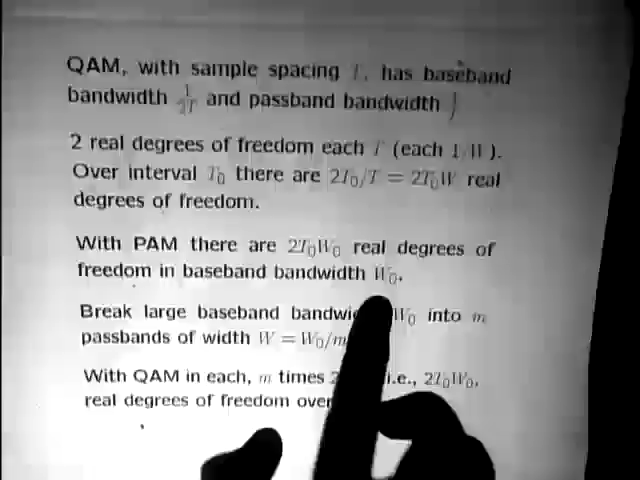 QAM, with sample spacing T, has baseband
bandwidth 1/2T and passband bandwidth 1/T
2 real degrees of freedom each T (each 1/W).
Over interval T₀ there are 2T₀/T = 2T₀W real
degrees of freedom.
With PAM there are 2T₀W₀ real degrees of
freedom in baseband bandwidth W₀.
Break large baseband W₀ into m
passbands of width W = W₀/m
With QAM in each, m times i.e., 2T₀W₀,
real degrees of freedom over